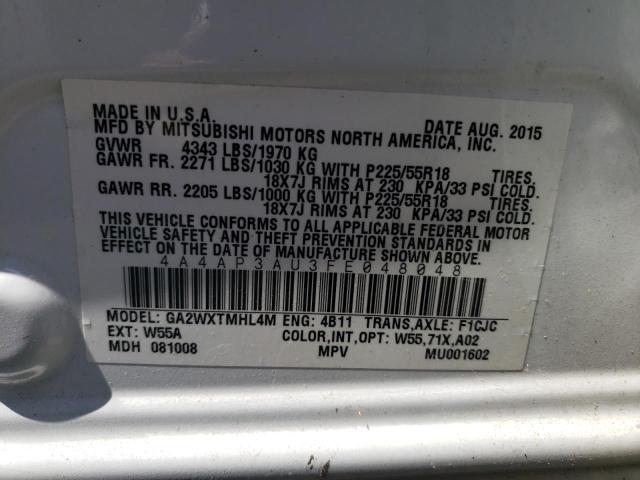 MADE IN U.S.A. DATE AUG. 2015
MFD BY MITSUBISHI MOTORS NORTH AMERICA, INC.
GVWR 4343 LBS/1970 KG
GAWR FR. 2271 LBS/1030 KG WITH P225/55R18 TIRES.
18X7J RIMS AT 230 KPA/33 PSI COLD.
GAWR RR. 2205 LBS/1000 KG WITH P225/55R18 TIRES.
18X7J RIMS AT 230 KPA/33 PSI COLD.
THIS VEHICLE CONFORMS TO ALL APPLICABLE FEDERAL MOTOR
VEHICLE SAFETY AND THEFT PREVENTION STANDARDS IN
EFFECT ON THE DATE OF MANUFACTURE SHOWN ABOVE.
4A4AP3AU3FE048048
MODEL: GA2WXTMHL4M ENG: 4B11 TRANS,AXLE: F1CJC
EXT: W55A COLOR,INT,OPT: W55,71X,A02
MDH 081008 MPV MU001602